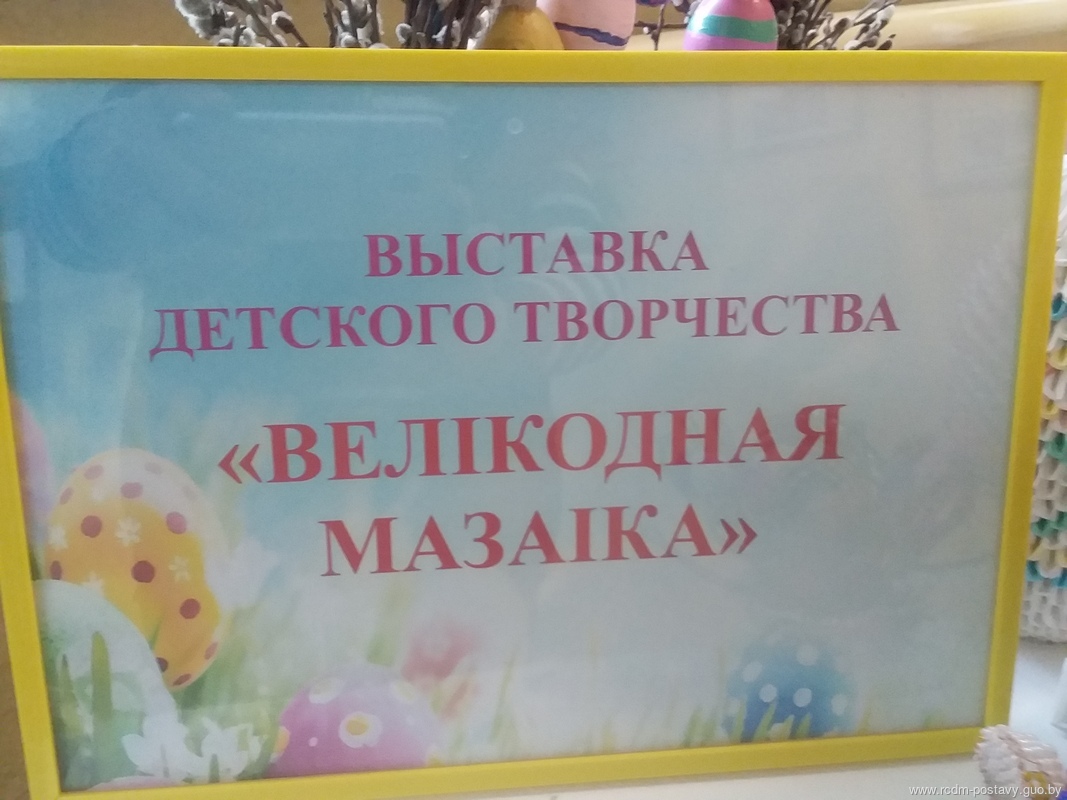 ВЫСТАВКА
ДЕТСКОГО ТВОРЧЕСТВА
«ВЕЛІКОДНАЯ
МАЗАІКА»
www.rcdm-postavy.guo.by